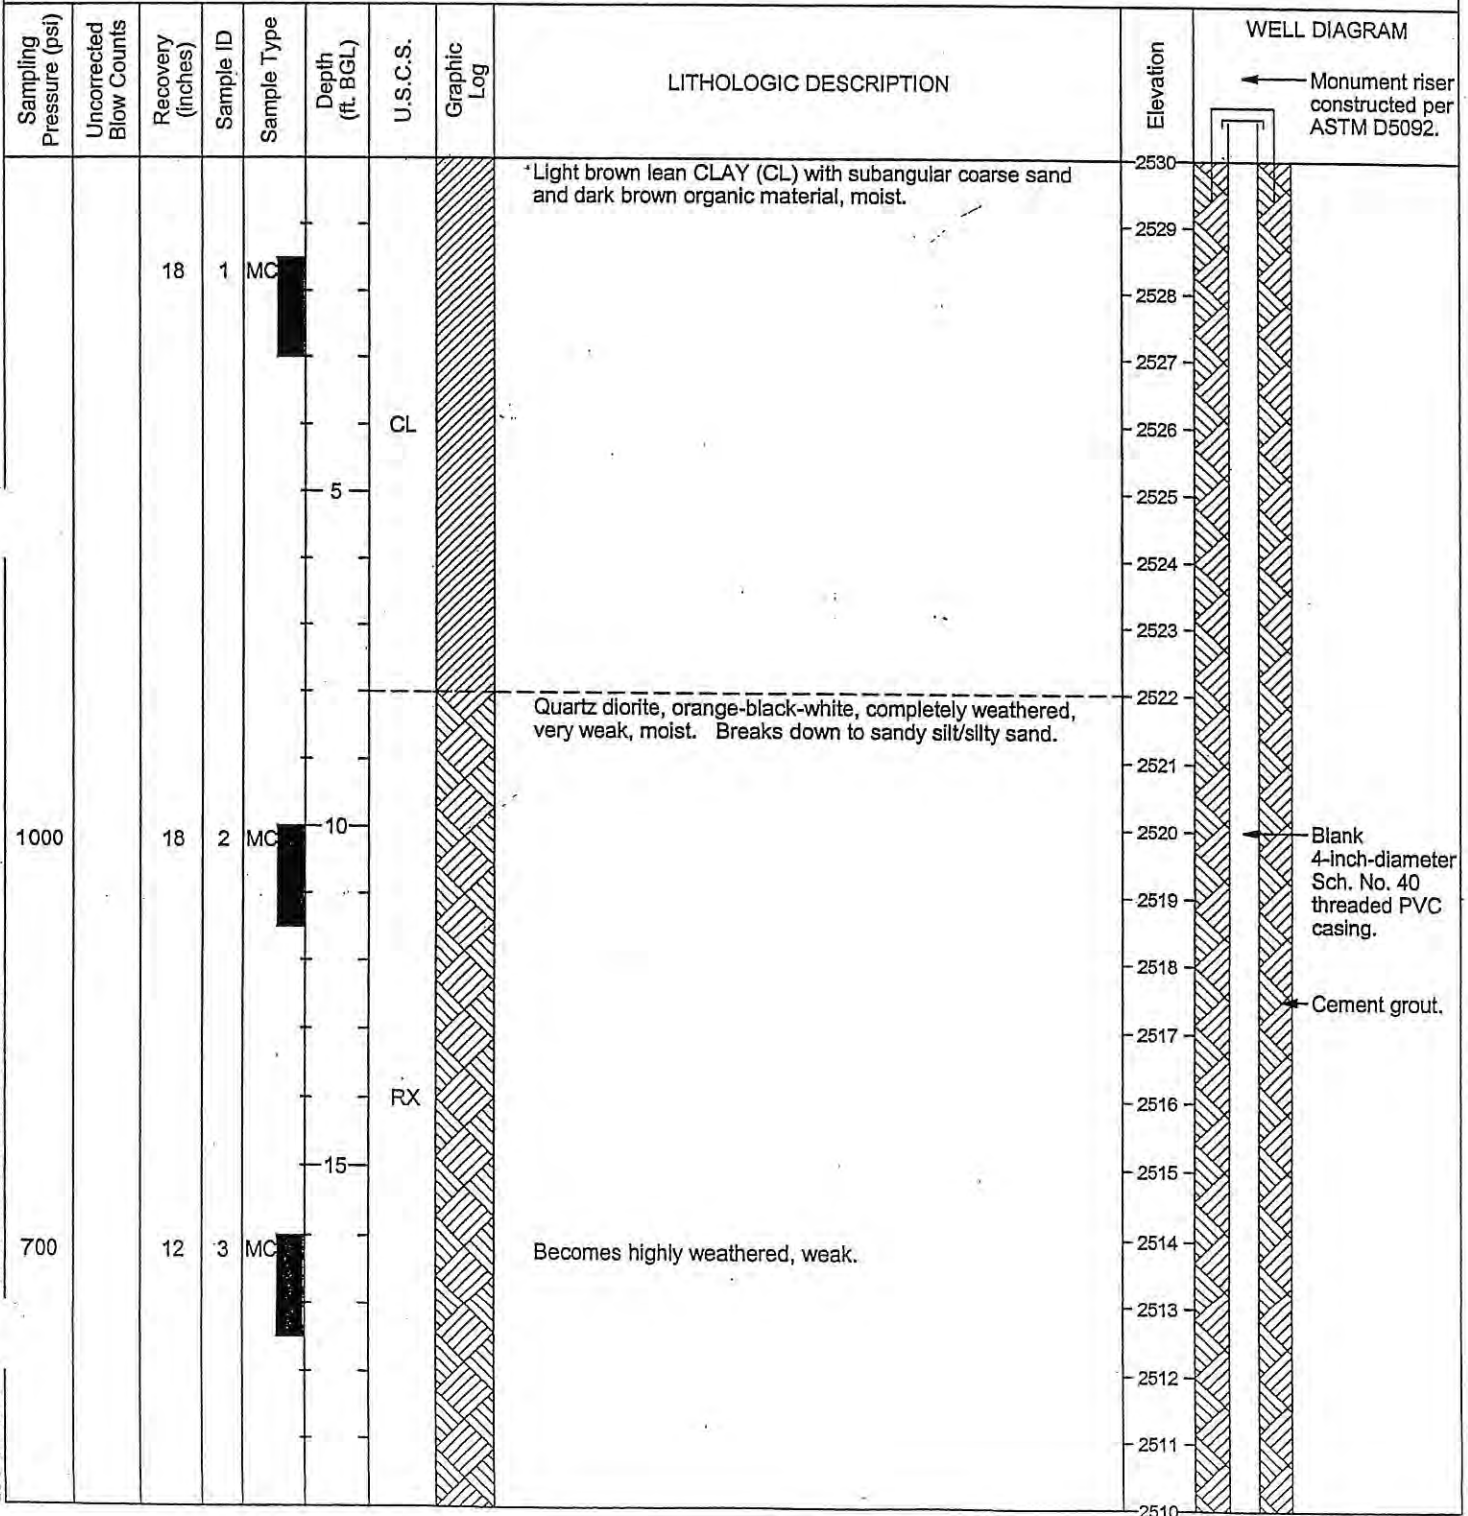 Sampling
Pressure (psi)
Uncorrected
Blow Counts
Recovery
(inches)
Sample ID
Sample Type
Depth
(ft. BGL)
U.S.C.S.
Graphic
Log
LITHOLOGIC DESCRIPTION
Elevation
WELL DIAGRAM
Monument riser
constructed per
ASTM D5092.
2530
Light brown lean CLAY (CL) with subangular coarse sand
and dark brown organic material, moist.
2529
18 1 MC
2528
2527
CL
2526
5
2525
2524
2523
2522
Quartz diorite, orange-black-white, completely weathered,
very weak, moist. Breaks down to sandy silt/silty sand.
2521
1000 18 2 MC
10
2520
Blank
4-inch-diameter
Sch. No. 40
threaded PVC
casing.
2519
2518
Cement grout.
2517
RX
2516
15
2515
700 12 3 MC
Becomes highly weathered, weak.
2514
2513
2512
2511
2510